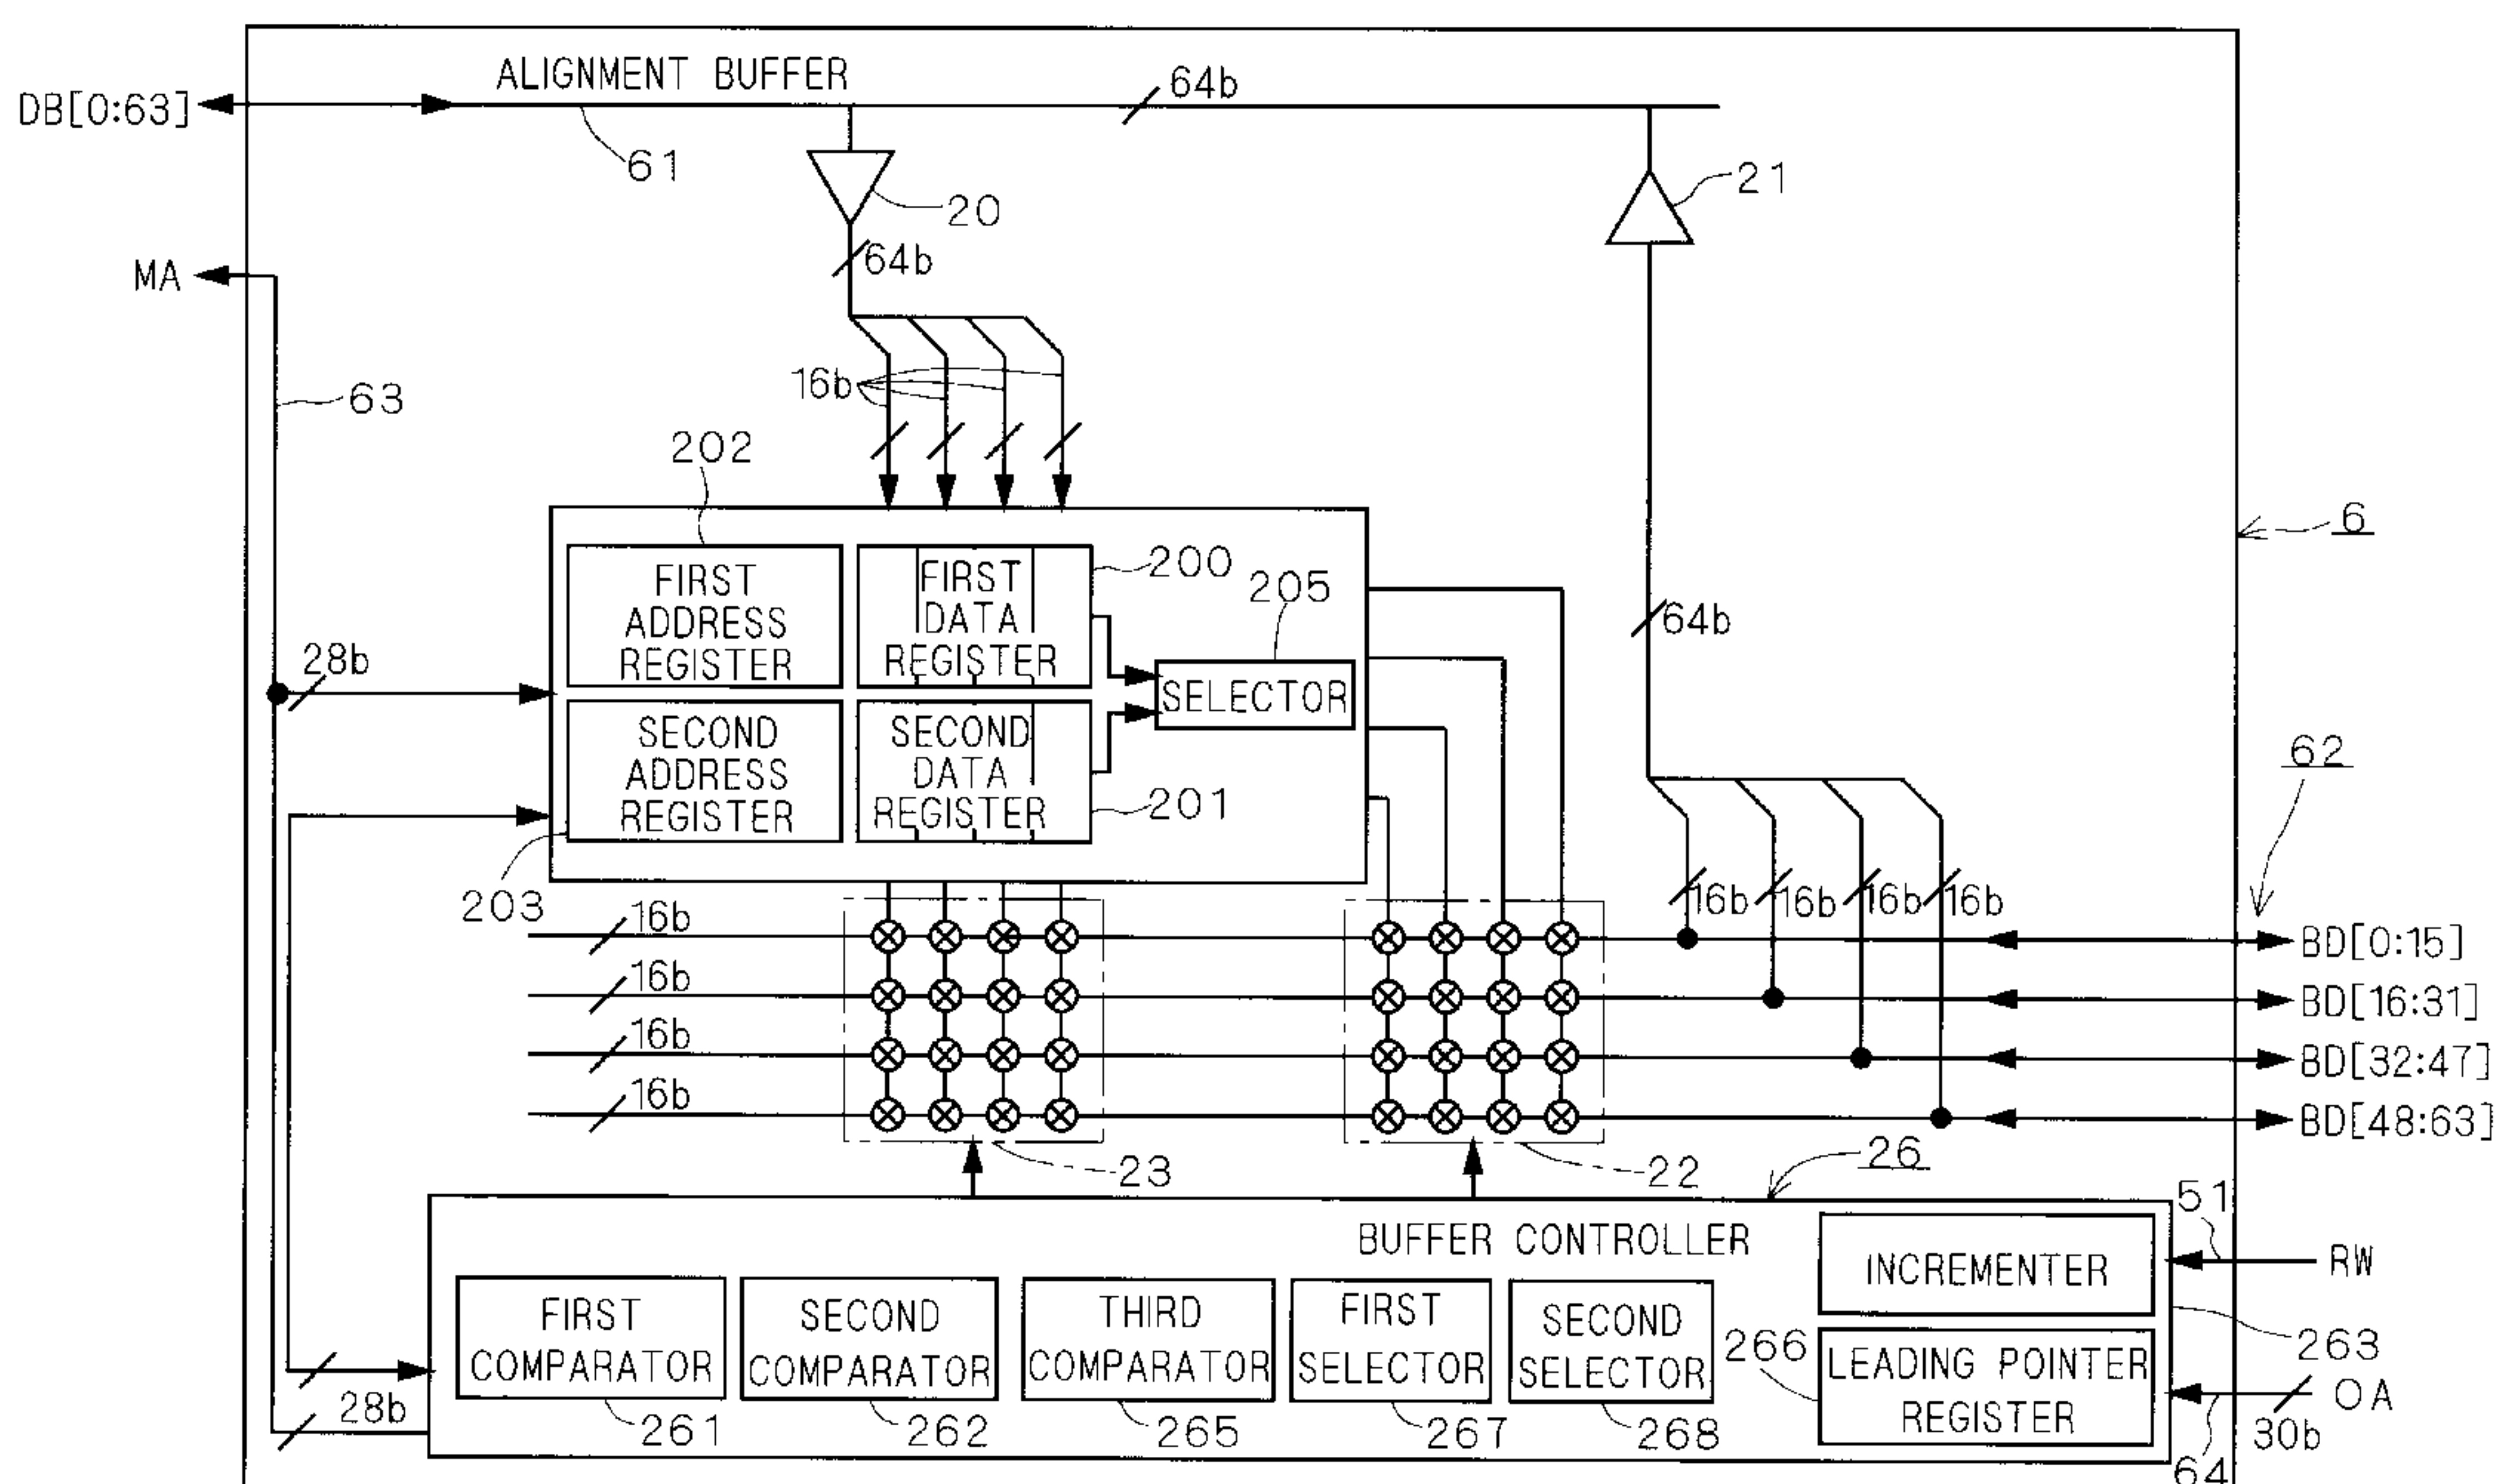 ALIGNMENT BUFFER
64b
DB[0:63]
61
20
21
64b
MA
16b
63
202
6
FIRST
ADDRESS
REGISTER
FIRST
DATA
REGISTER
200
205
64b
28b
SELECTOR
SECOND
ADDRESS
REGISTER
SECOND
DATA
REGISTER
201
62
203
16b
16b
16b
16b
16b
BD[0:15]
16b
BD[16:31]
16b
BD[32:47]
16b
BD[48:63]
23
22
26
51
BUFFER CONTROLLER
INCREMENTER
RW
FIRST
COMPARATOR
SECOND
COMPARATOR
THIRD
COMPARATOR
FIRST
SELECTOR
SECOND
SELECTOR
266
LEADING POINTER
REGISTER
263
OA
28b
261
262
265
267
268
30b
64